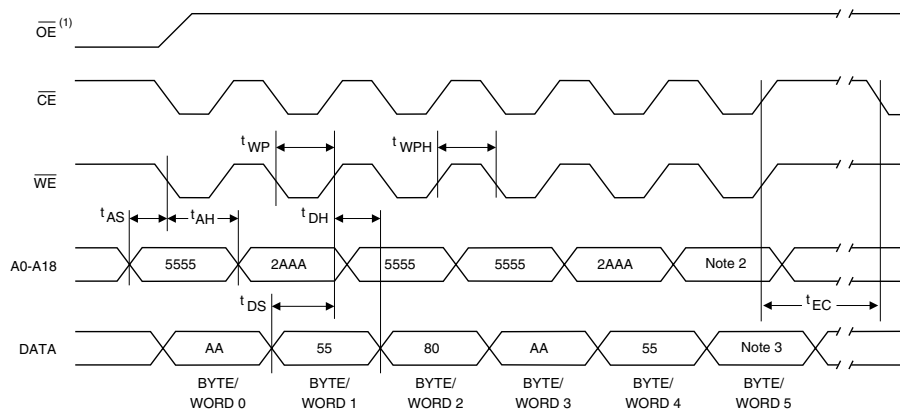 OE (1)
CE
t WP
t WPH
WE
t AS
t AH
t DH
A0-A18 5555 2AAA 5555 5555 2AAA Note 2
t DS
t EC
DATA AA 55 80 AA 55 Note 3
BYTE/ BYTE/ BYTE/ BYTE/ BYTE/ BYTE/
WORD 0 WORD 1 WORD 2 WORD 3 WORD 4 WORD 5